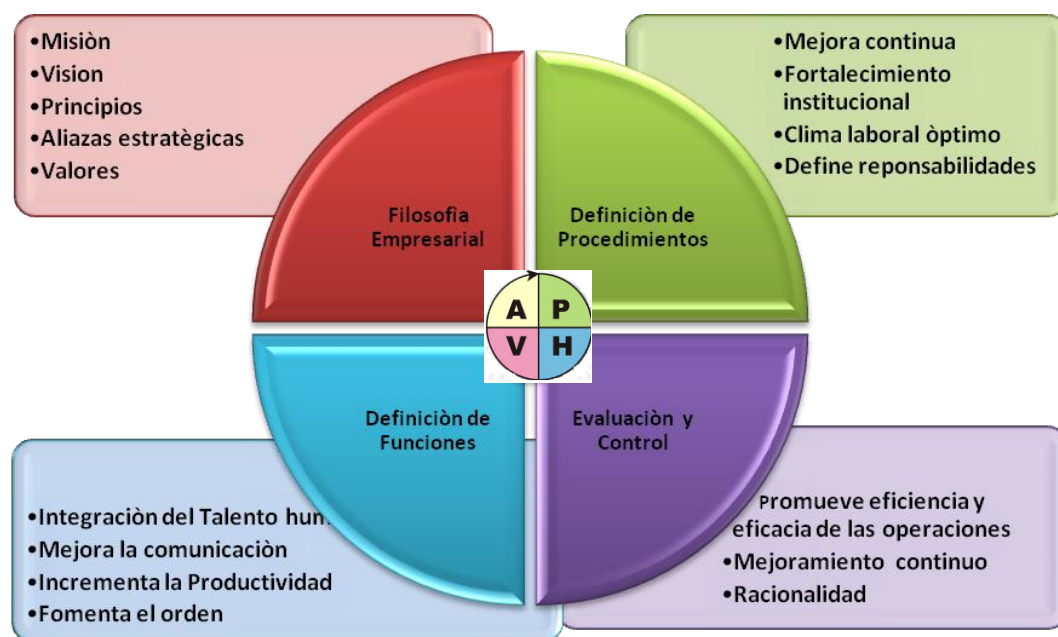 •Misiòn
•Vision
•Principios
•Aliazas estratègicas
•Valores
•Mejora continua
•Fortalecimiento
institucional
•Clima laboral òptimo
•Define reponsabilidades
Filosofìa
Empresarial
Definiciòn de
Procedimientos
A P
V H
Definiciòn de
Funciones
Evaluaciòn y
Control
•Integraciòn del Talento
•Mejora la comunicaciòn
•Incrementa la Productividad
•Fomenta el orden
Promueve eficiencia y
eficacia de las operaciones
•Mejoramiento continuo
•Racionalidad